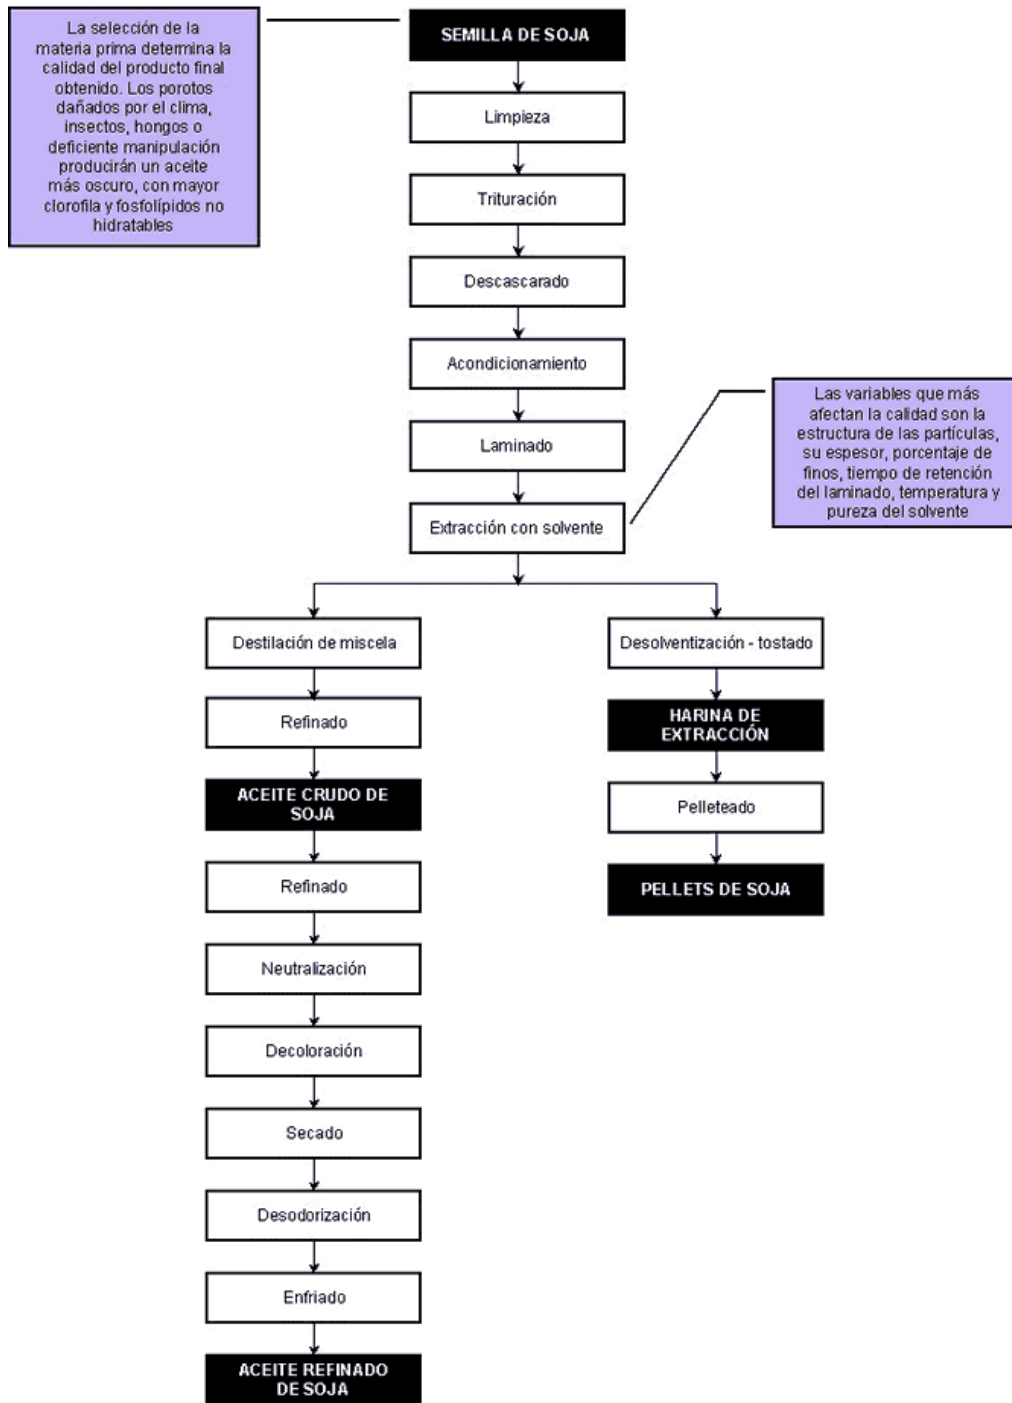 La selección de la
materia prima determina la
calidad del producto final
obtenido. Los porotos
dañados por el clima,
insectos, hongos o
deficiente manipulación
producirán un aceite
más oscuro, con mayor
clorofila y fosfolípidos no
hidratables
SEMILLA DE SOJA
Limpieza
Trituración
Descascarado
Acondicionamiento
Laminado
Extracción con solvente
Las variables que más
afectan la calidad son la
estructura de las partículas,
su espesor, porcentaje de
finos, tiempo de retención
del laminado, temperatura y
pureza del solvente
Destilación de miscela
Refinado
ACEITE CRUDO DE
SOJA
Refinado
Neutralización
Decoloración
Secado
Desodorización
Enfriado
ACEITE REFINADO
DE SOJA
Desolventización - tostado
HARINA DE
EXTRACCIÓN
Pelleteado
PELLETS DE SOJA